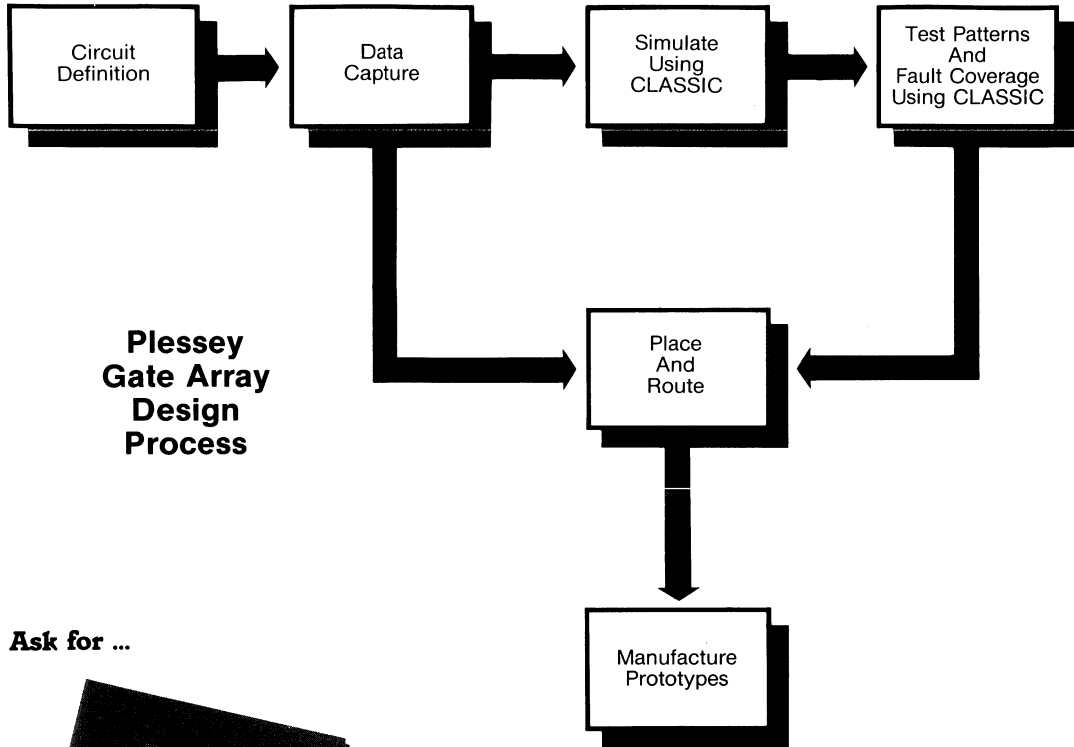 Circuit
Definition
Data
Capture
Simulate
Using
CLASSIC
Test Patterns
And
Fault Coverage
Using CLASSIC
Plessey
Gate Array
Design
Process
Place
And
Route
Manufacture
Prototypes
Ask for ...